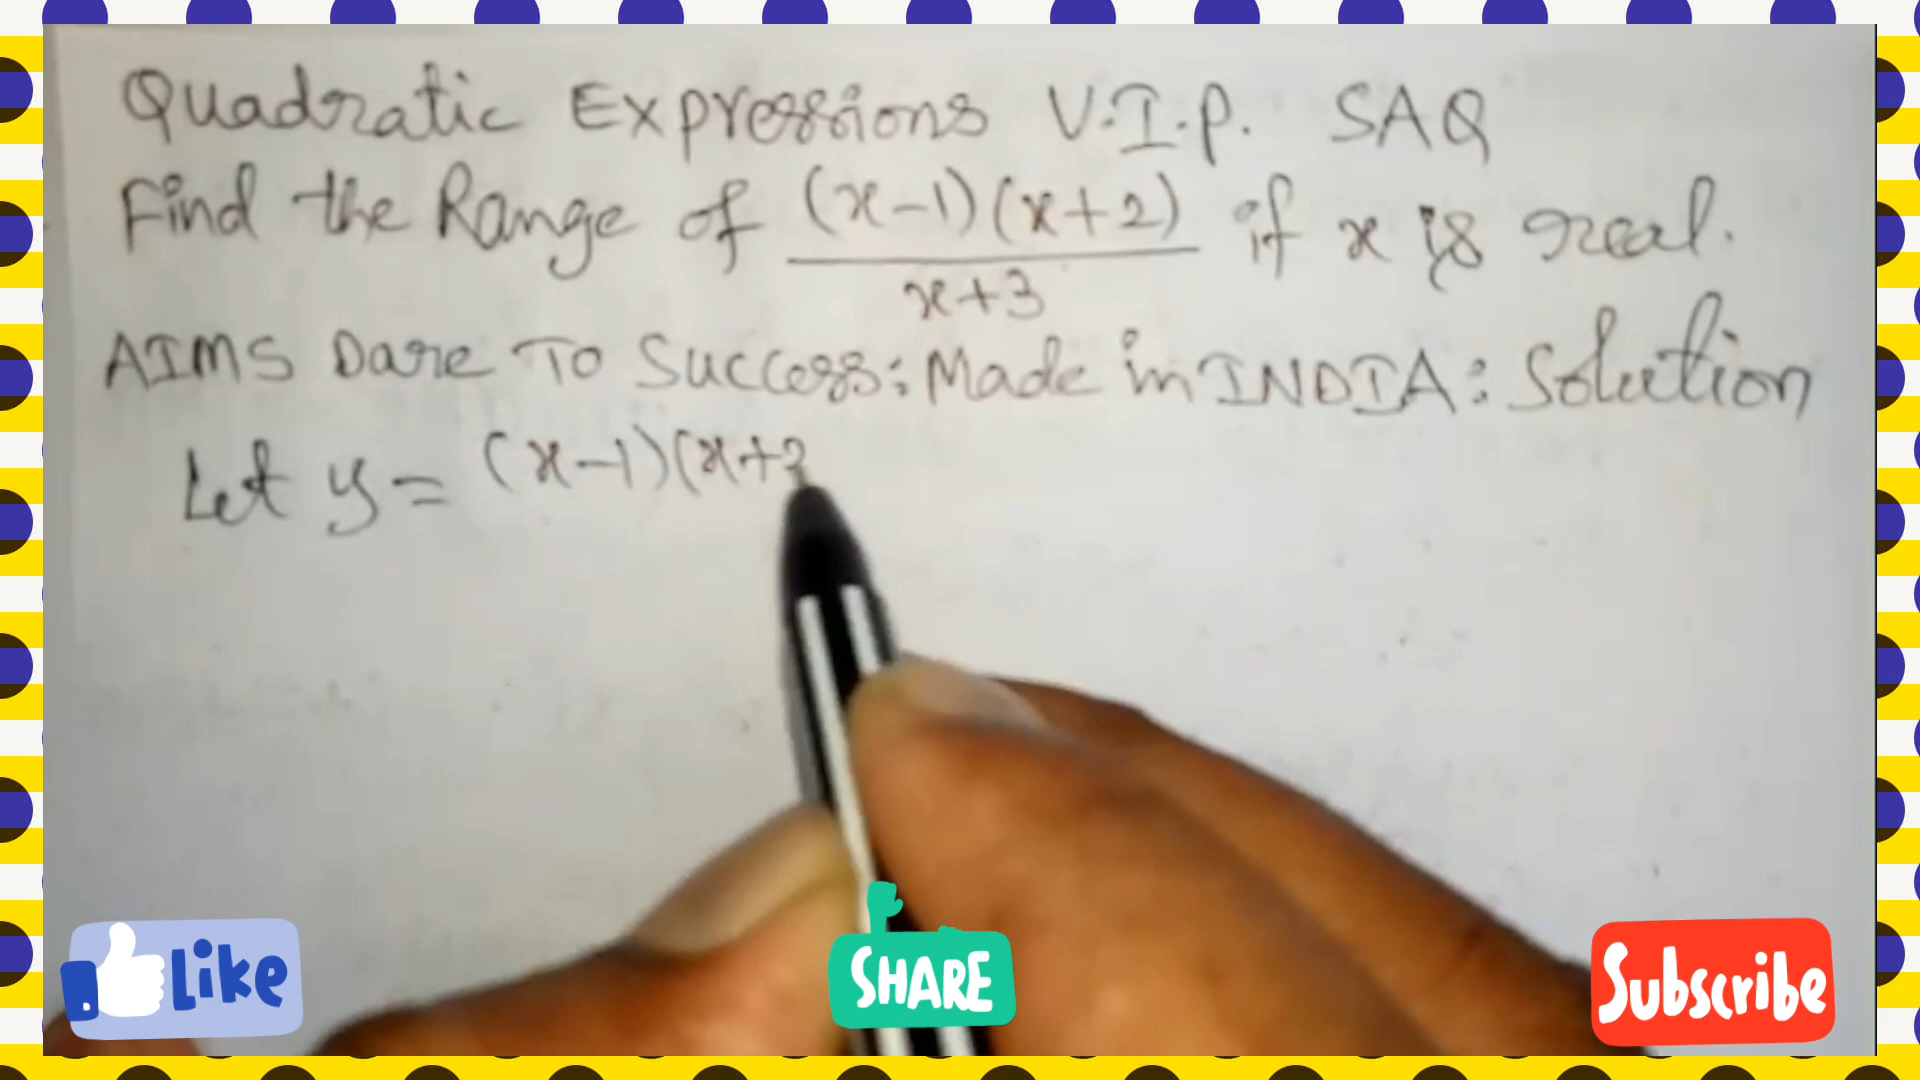 Quadratic Expressions V.I.P. SAQ
Find the Range of (x-1)(x+2) / x+3 if x is real.
AIMS Dare To Success: Made in INDIA: Solution
Let y = (x-1)(x+2
Like
SHARE
Subscribe